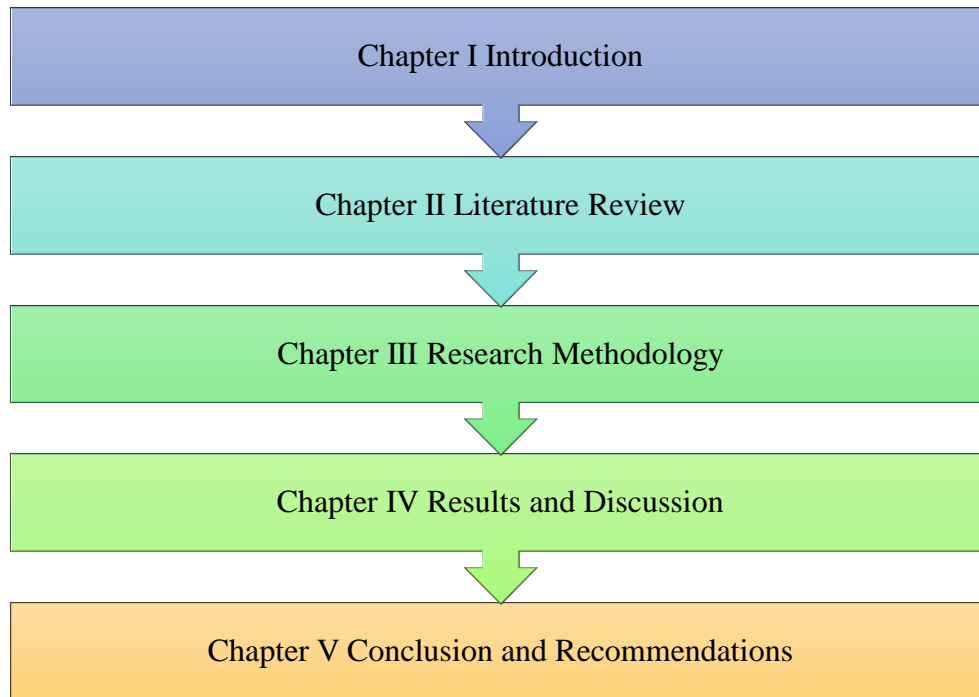 Chapter I Introduction
Chapter II Literature Review
Chapter III Research Methodology
Chapter IV Results and Discussion
Chapter V Conclusion and Recommendations